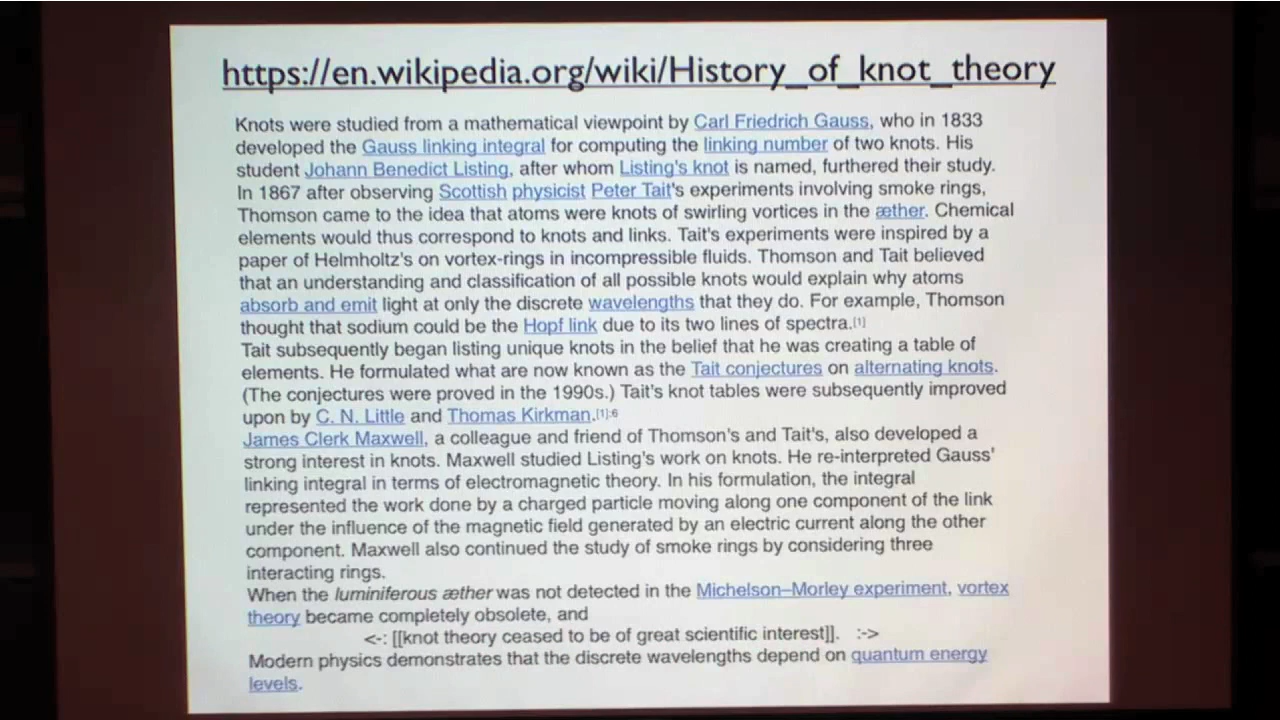 https://en.wikipedia.org/wiki/History_of_knot_theory
Knots were studied from a mathematical viewpoint by Carl Friedrich Gauss, who in 1833
developed the Gauss linking integral for computing the linking number of two knots. His
student Johann Benedict Listing, after whom Listing's knot is named, furthered their study.
In 1867 after observing Scottish physicist Peter Tait's experiments involving smoke rings,
Thomson came to the idea that atoms were knots of swirling vortices in the æther. Chemical
elements would thus correspond to knots and links. Tait's experiments were inspired by a
paper of Helmholtz's on vortex-rings in incompressible fluids. Thomson and Tait believed
that an understanding and classification of all possible knots would explain why atoms
absorb and emit light at only the discrete wavelengths that they do. For example, Thomson
thought that sodium could be the Hopf link due to its two lines of spectra.[1]
Tait subsequently began listing unique knots in the belief that he was creating a table of
elements. He formulated what are now known as the Tait conjectures on alternating knots.
(The conjectures were proved in the 1990s.) Tait's knot tables were subsequently improved
upon by C. N. Little and Thomas Kirkman.[1]:6
James Clerk Maxwell, a colleague and friend of Thomson's and Tait's, also developed a
strong interest in knots. Maxwell studied Listing's work on knots. He re-interpreted Gauss'
linking integral in terms of electromagnetic theory. In his formulation, the integral
represented the work done by a charged particle moving along one component of the link
under the influence of the magnetic field generated by an electric current along the other
component. Maxwell also continued the study of smoke rings by considering three
interacting rings.
When the luminiferous æther was not detected in the Michelson–Morley experiment, vortex
theory became completely obsolete, and
<-: [[knot theory ceased to be of great scientific interest]]. :->
Modern physics demonstrates that the discrete wavelengths depend on quantum energy
levels.